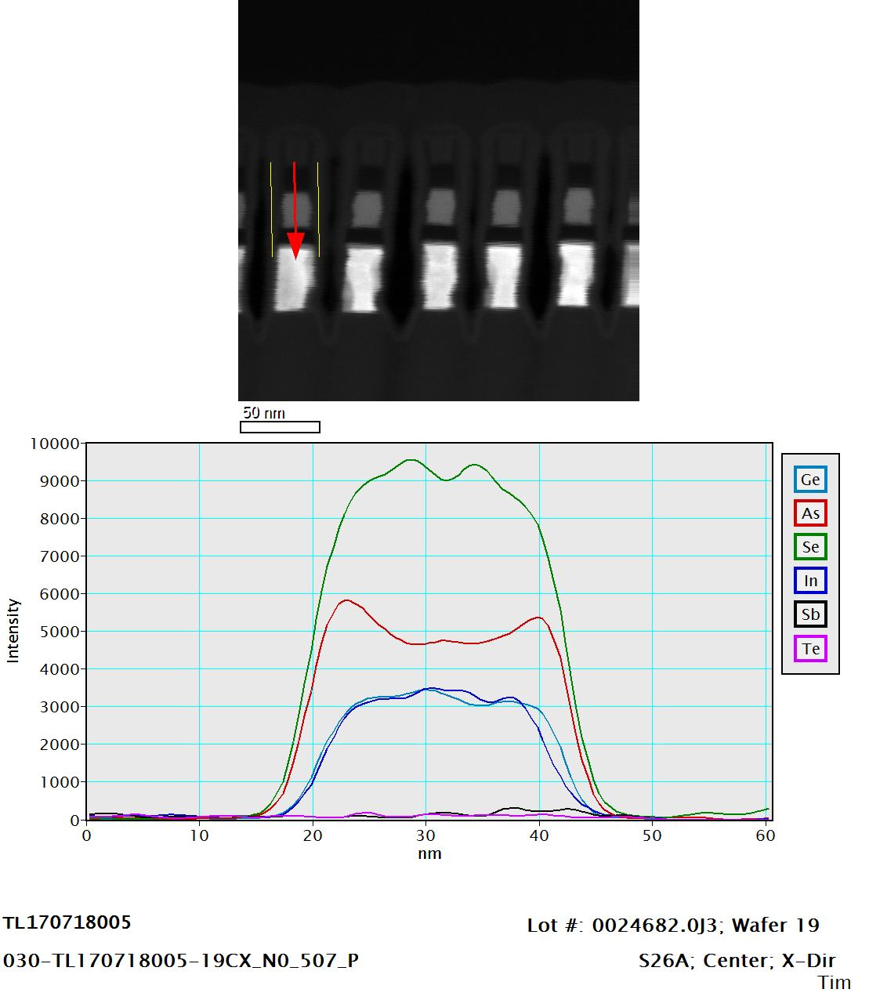 50 nm
10000
9000
8000
7000
6000
5000
4000
3000
2000
1000
0
Intensity
0 10 20 30 40 50 60
nm
Ge
As
Se
In
Sb
Te
TL170718005
Lot #: 0024682.0J3; Wafer 19
030-TL170718005-19CX_N0_507_P
S26A; Center; X-Dir
Tim